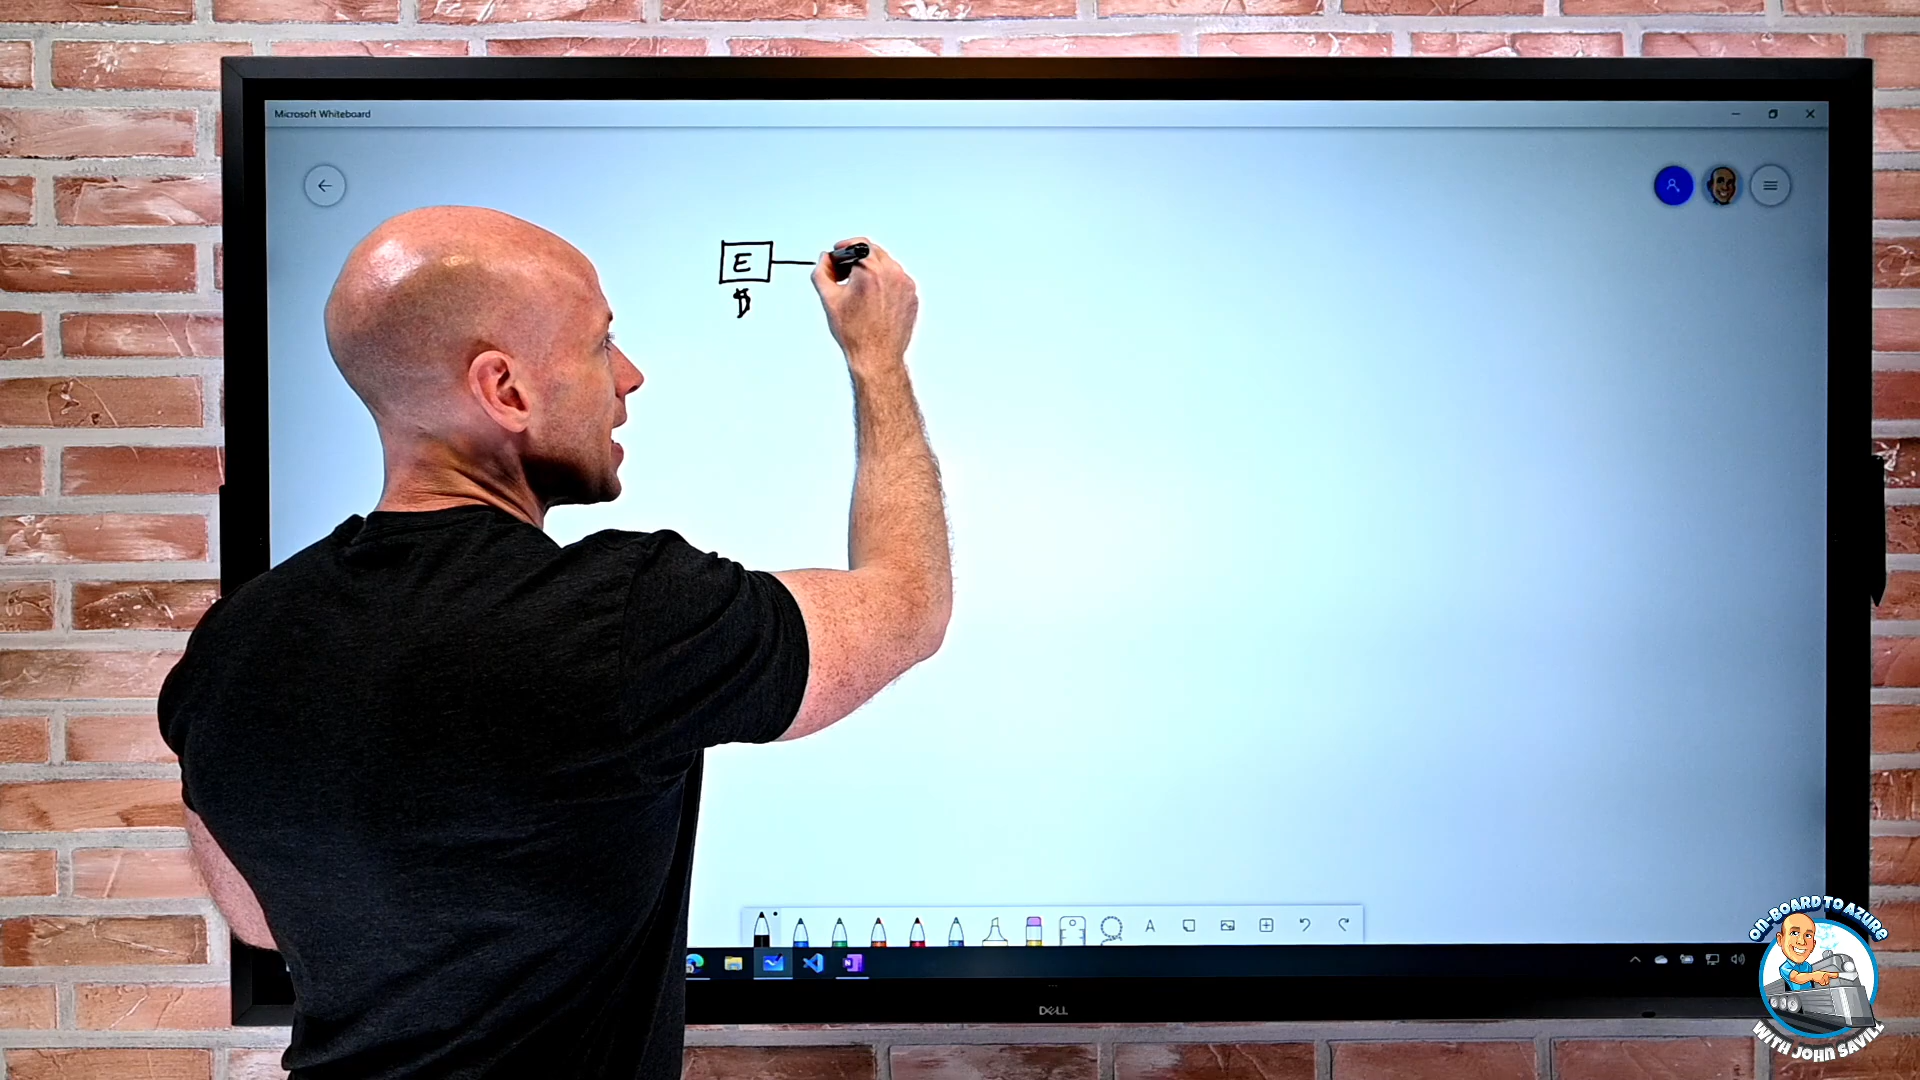 Microsoft Whiteboard
E
A
N
DELL
ON-BOARD TO AZURE
WITH JOHN SAVILL